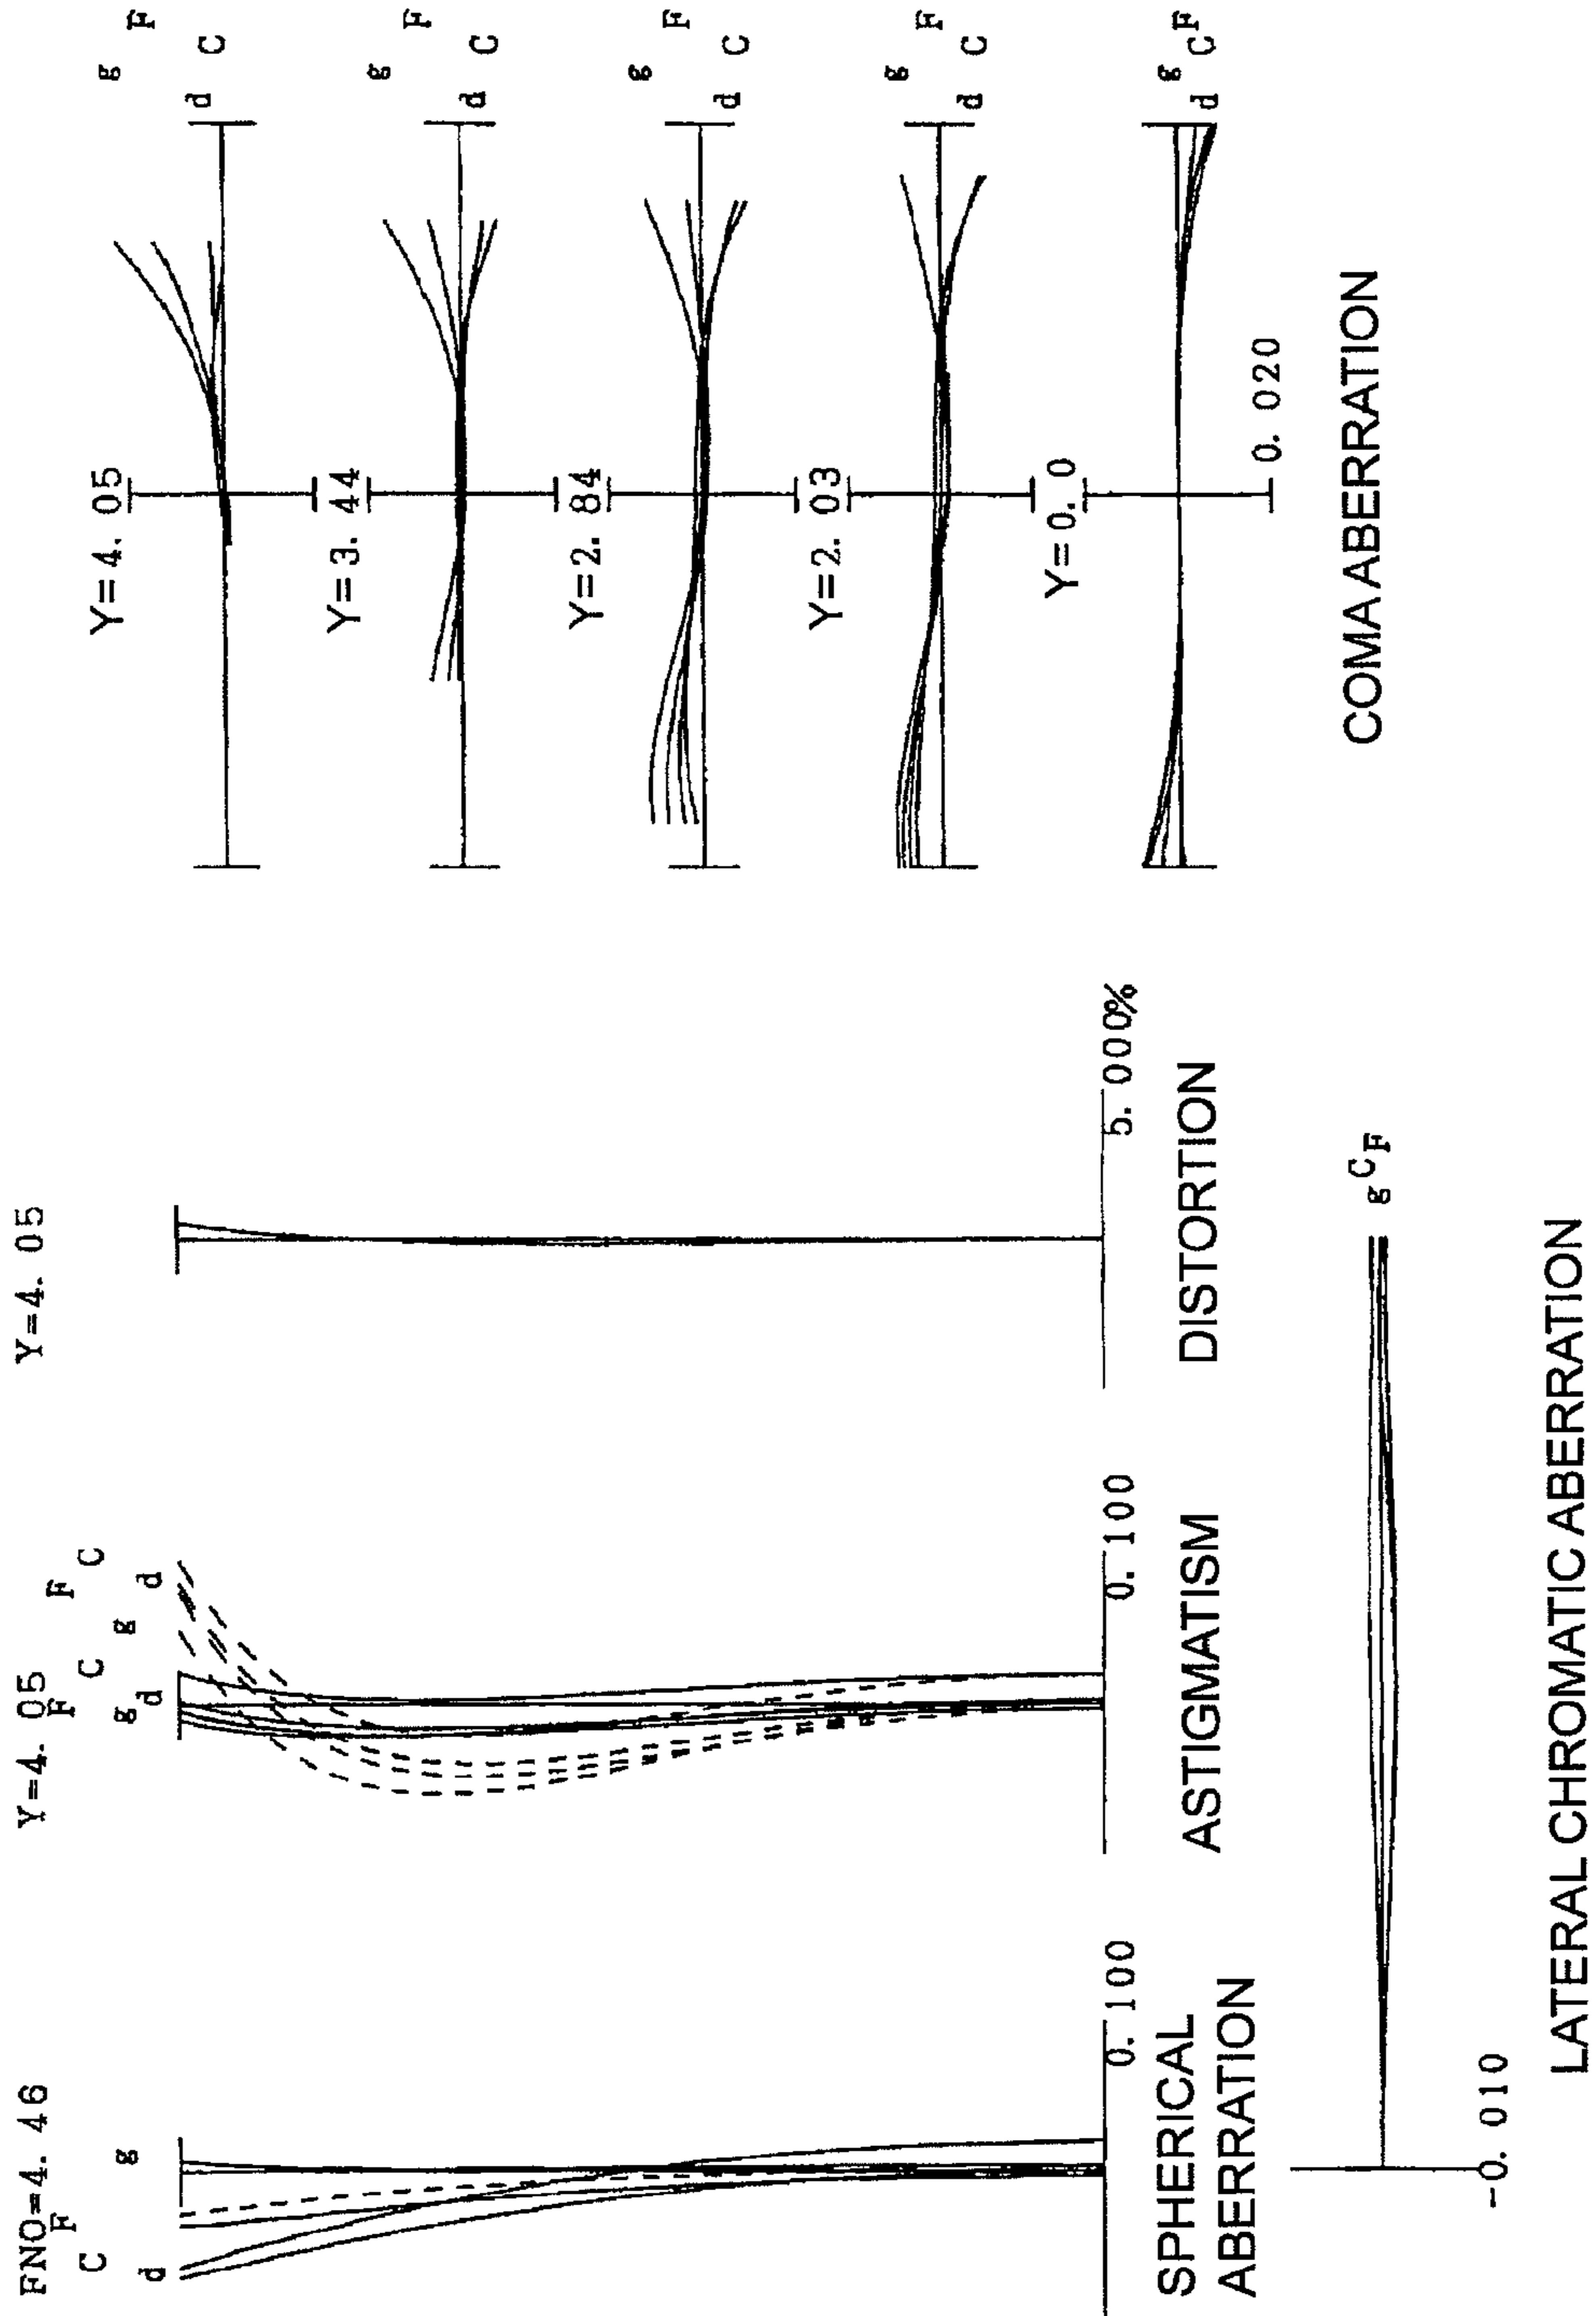 FNO=4. 46
F
C
g
d
0. 100
SPHERICAL
ABERRATION
Y=4. 05
F
C
g
d
F
C
g
d
0. 100
ASTIGMATISM
Y=4. 05
5. 000%
DISTORTION
Y=4. 05
g
F
d
C
Y=3. 44
g
F
d
C
Y=2. 84
g
F
d
C
Y=2. 03
g
F
d
C
Y=0. 0
g
F
C
d
0. 020
COMA ABERRATION
g
C
F
-0. 010
LATERAL CHROMATIC ABERRATION